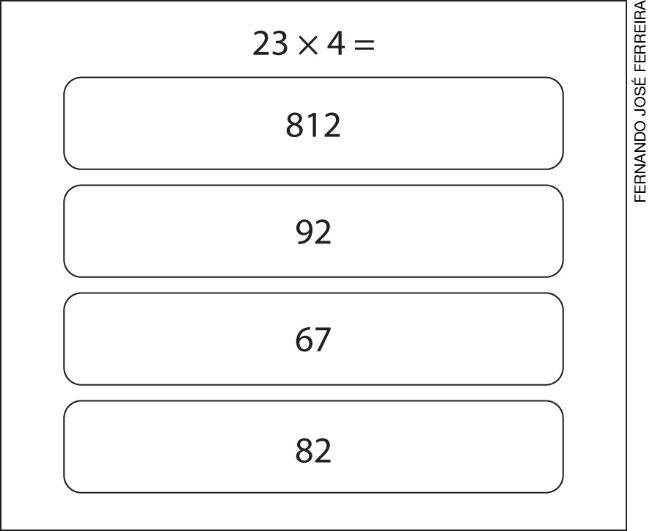 23 × 4 =
812
92
67
82
FERNANDO JOSÉ FERREIRA